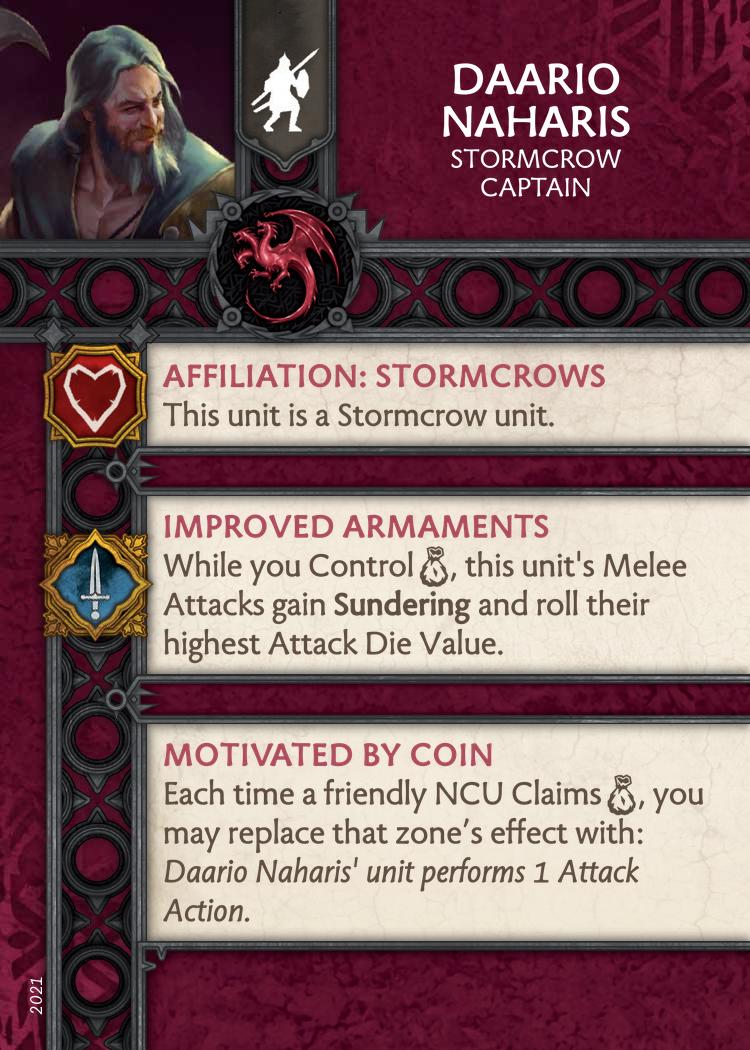 DAARIO
NAHARIS
STORMCROW
CAPTAIN
AFFILIATION: STORMCROWS
This unit is a Stormcrow unit.
IMPROVED ARMAMENTS
While you Control , this unit's Melee
Attacks gain Sundering and roll their
highest Attack Die Value.
MOTIVATED BY COIN
Each time a friendly NCU Claims , you
may replace that zone’s effect with:
Daario Naharis' unit performs 1 Attack
Action.
2021